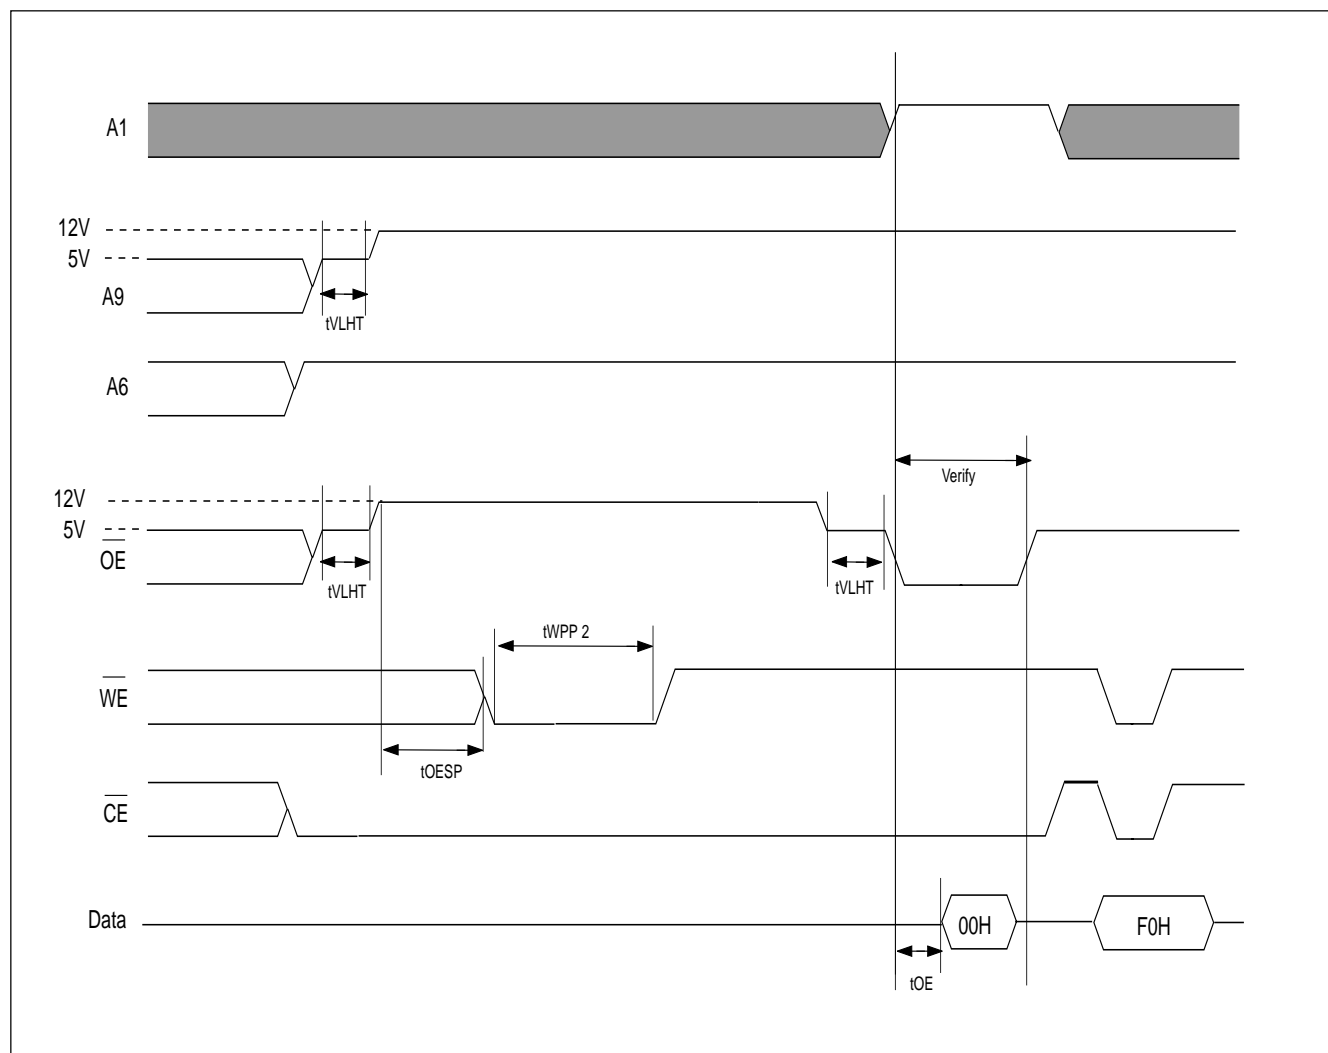 A1
12V
5V
A9
tVLHT
A6
Verify
12V
5V
OE
tVLHT
tVLHT
tWPP 2
WE
tOESP
CE
Data
00H
F0H
tOE